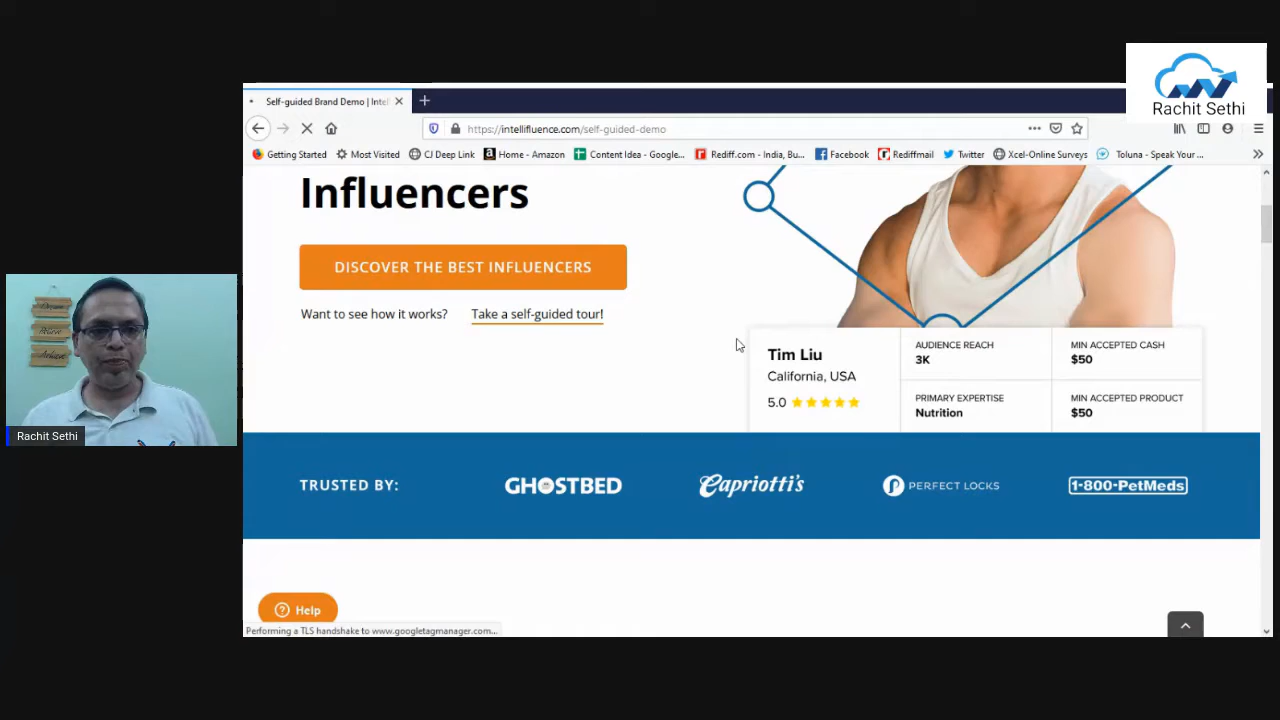 Rachit Sethi
Self-guided Brand Demo | Intel
https://intellifluence.com/self-guided-demo
Getting Started
Most Visited
CJ Deep Link
Home - Amazon
Content Idea - Google...
Rediff.com - India, Bu...
Facebook
Rediffmail
Twitter
Xcel-Online Surveys
Toluna - Speak Your ...
Influencers
DISCOVER THE BEST INFLUENCERS
Want to see how it works? Take a self-guided tour!
Tim Liu
California, USA
5.0
AUDIENCE REACH
3K
MIN ACCEPTED CASH
$50
PRIMARY EXPERTISE
Nutrition
MIN ACCEPTED PRODUCT
$50
Believe
Achieve
Rachit Sethi
TRUSTED BY:
GHOSTBED
Capriotti's
PERFECT LOCKS
1-800-PetMeds
Help
Performing a TLS handshake to www.googletagmanager.com...